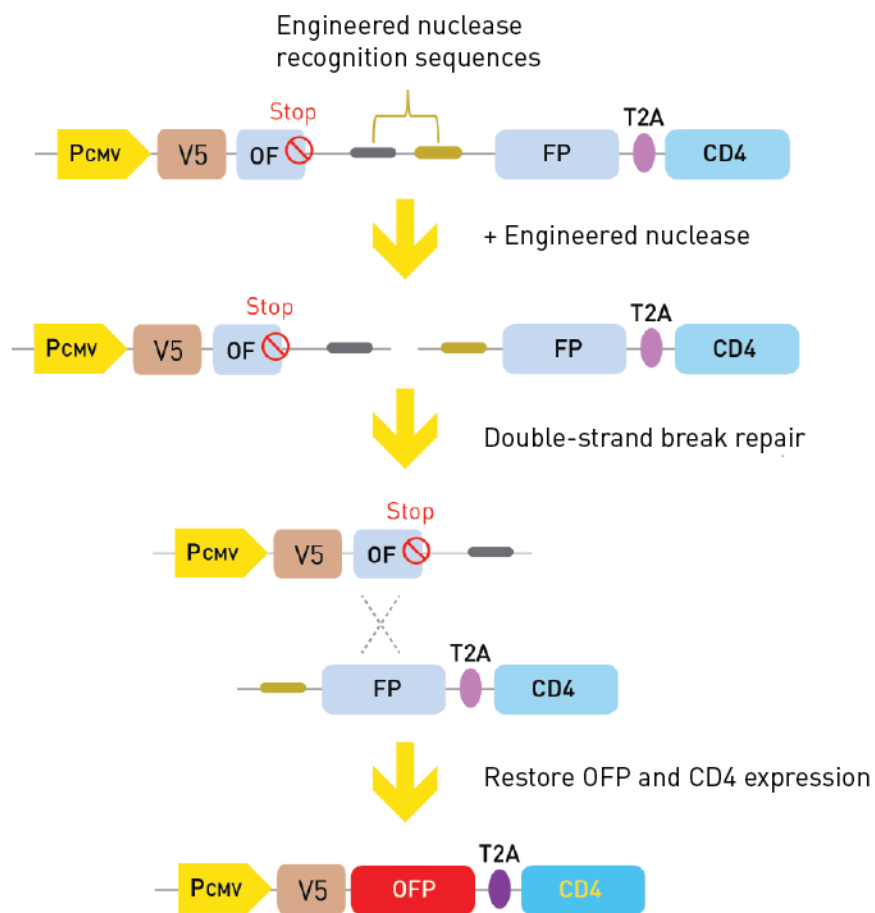 Engineered nuclease
recognition sequences
Stop
T2A
PCMV V5 OF FP CD4
+ Engineered nuclease
Stop
T2A
PCMV V5 OF FP CD4
Double-strand break repair
Stop
PCMV V5 OF
T2A
FP CD4
Restore OFP and CD4 expression
T2A
PCMV V5 OFP CD4